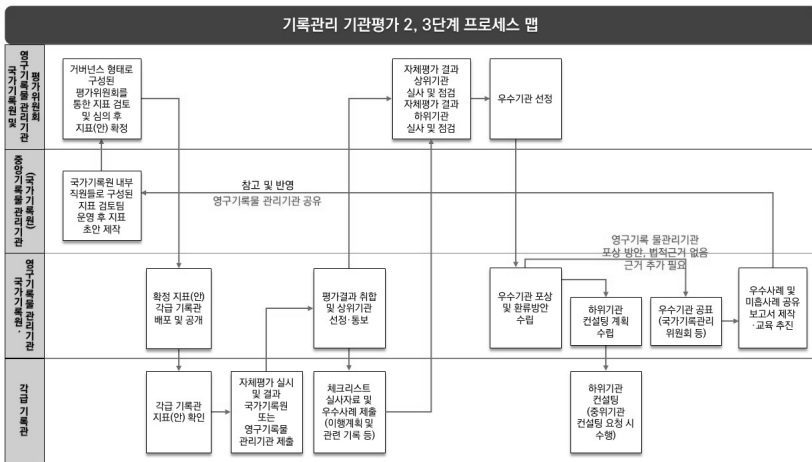 기록관리 기관평가 2, 3단계 프로세스 맵
국가기록원 및
영구기록물 관리기관
평가위원회
거버넌스 형태로
구성된
평가위원회를
통한 지표 검토
및 심의 후
지표(안) 확정
자체평가 결과
상위기관
실사 및 점검
자체평가 결과
하위기관
실사 및 점검
우수기관 선정
중앙기록물 관리기관
(국가기록원)
국가기록원 내부
직원들로 구성된
지표 검토팀
운영 후 지표
초안 제작
참고 및 반영
영구기록물 관리기관 공유
영구기록 물관리기관
포상 방안, 법적근거 없음
근거 추가 필요
국가기록원·
영구기록물 관리기관
확정 지표(안)
각급 기록관
배포 및 공개
평가결과 취합
및 상위기관
선정·통보
우수기관 포상
및 환류방안
수립
하위기관
컨설팅 계획
수립
우수기관 공표
(국가기록관리
위원회 등)
우수사례 및
미흡사례 공유
보고서 제작
·교육 추진
각급 기록관
각급 기록관
지표(안) 확인
자체평가 실시
및 결과
국가기록원
또는
영구기록물
관리기관 제출
체크리스트
실사자료 및
우수사례 제출
(이행계획 및
관련 기록 등)
하위기관
컨설팅
(중위기관
컨설팅 요청 시
수행)